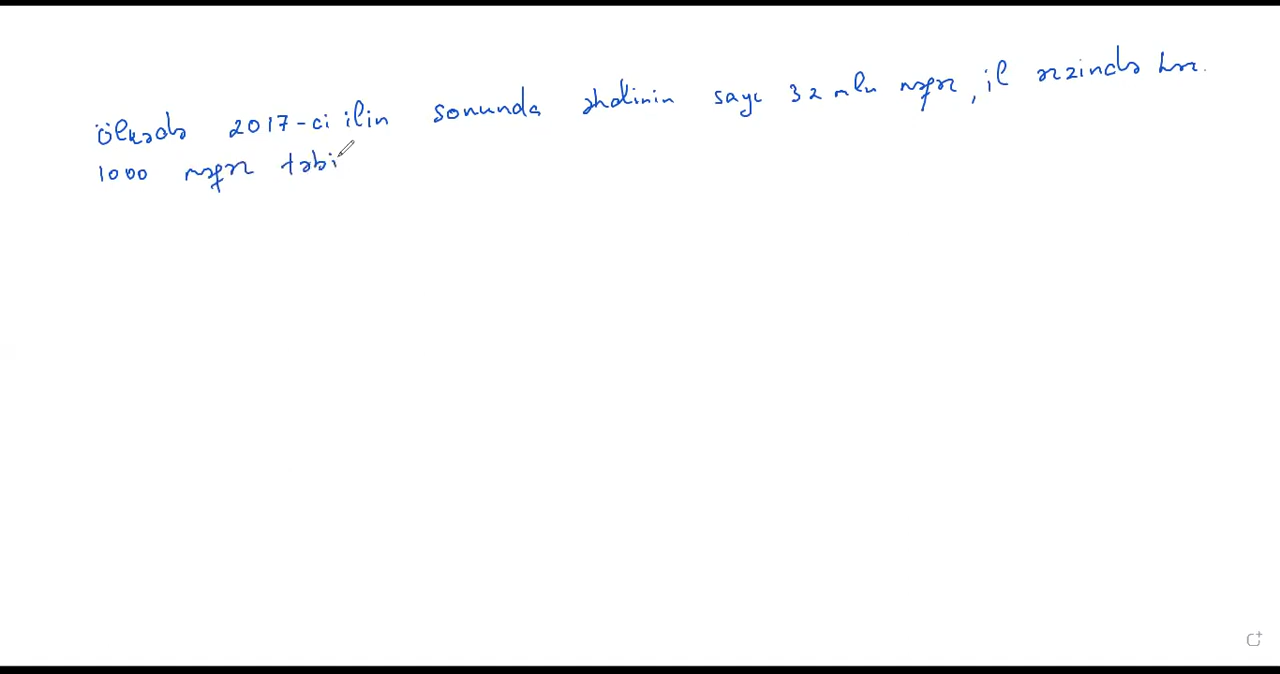 Ölkədə 2017-ci ilin sonunda əhalinin sayı 32 mln nəfər, il ərzində hər
1000 nəfər təbi